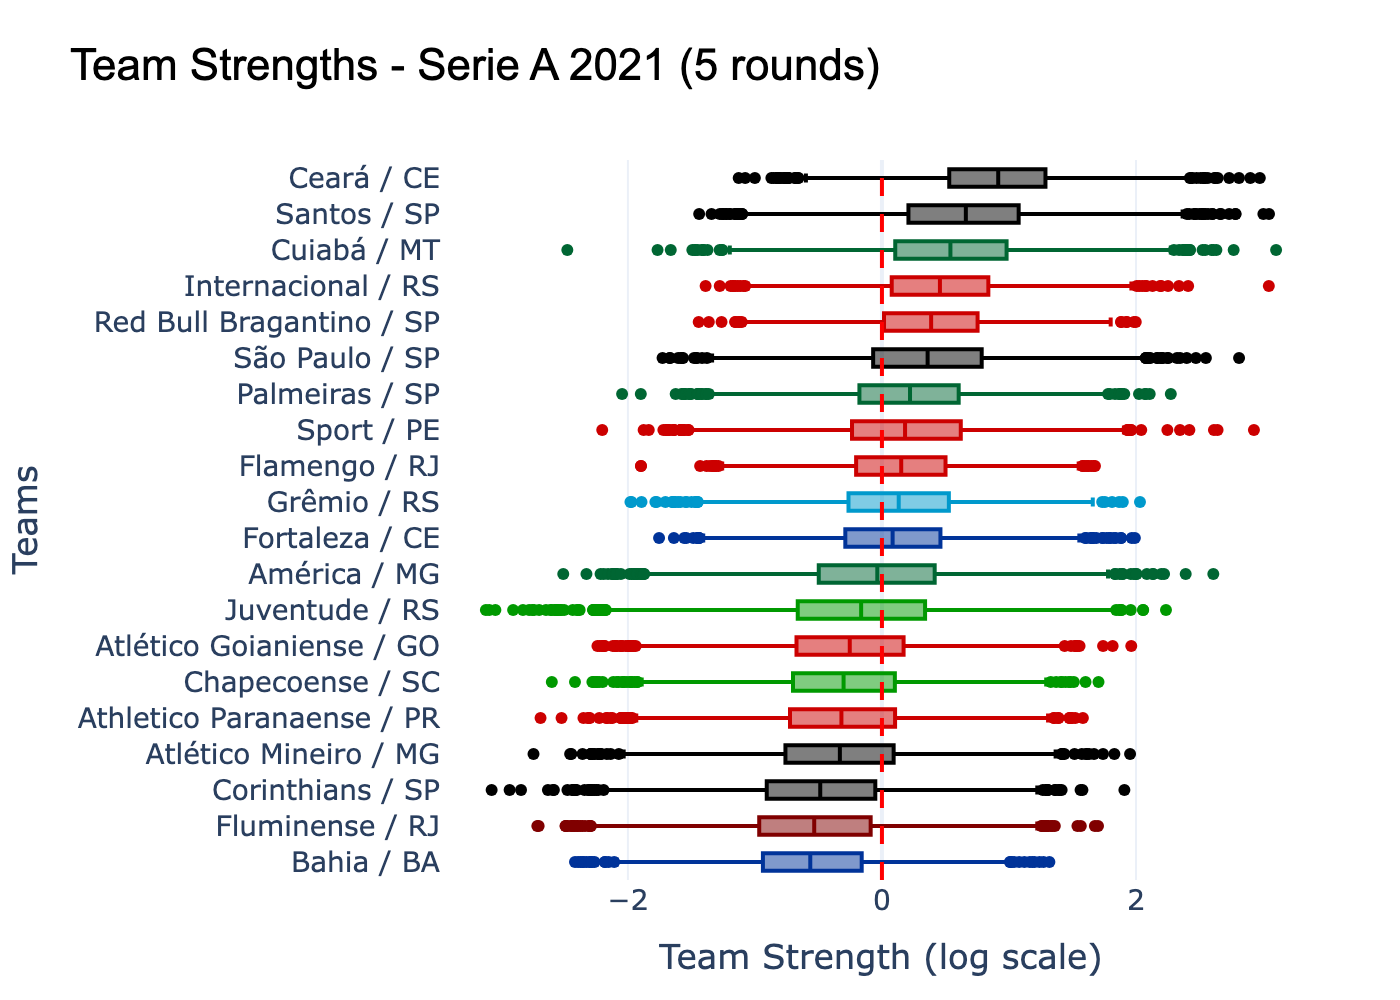 Team Strengths - Serie A 2021 (5 rounds)
Ceará / CE
Santos / SP
Cuiabá / MT
Internacional / RS
Red Bull Bragantino / SP
São Paulo / SP
Palmeiras / SP
Sport / PE
Flamengo / RJ
Grêmio / RS
Fortaleza / CE
América / MG
Juventude / RS
Atlético Goianiense / GO
Chapecoense / SC
Athletico Paranaense / PR
Atlético Mineiro / MG
Corinthians / SP
Fluminense / RJ
Bahia / BA
Teams
−2 0 2
Team Strength (log scale)